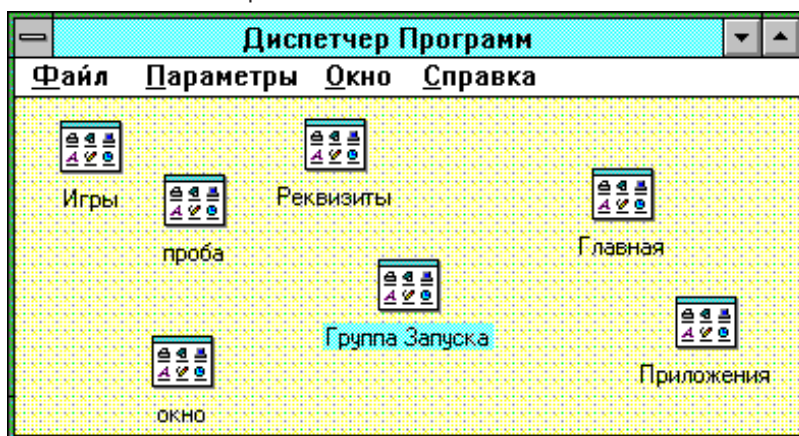 Диспетчер Программ
Файл Параметры Окно Справка
Игры
Реквизиты
проба
Главная
Группа Запуска
Приложения
окно